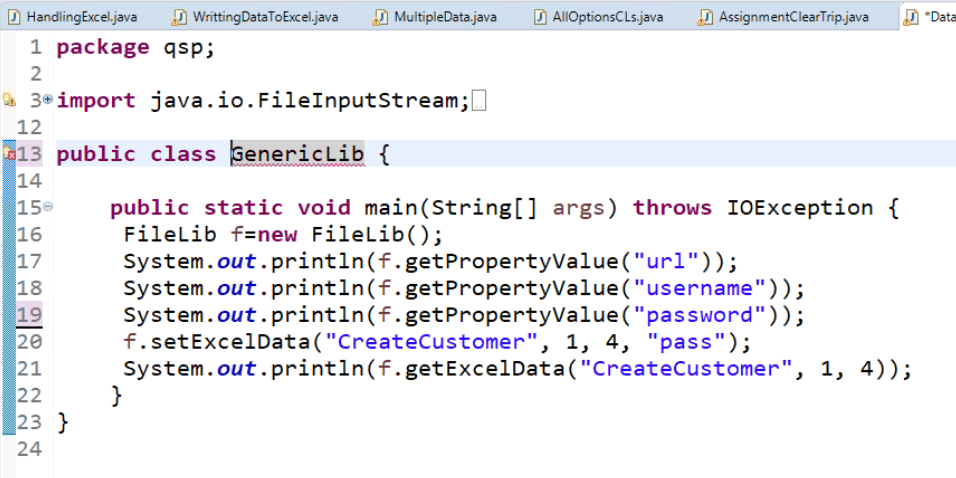 HandlingExcel.java WrittingDataToExcel.java MultipleData.java AllOptionsCLs.java AssignmentClearTrip.java *Data
1 package qsp;
2
3 import java.io.FileInputStream;
12
13 public class GenericLib {
14
15 public static void main(String[] args) throws IOException {
16 FileLib f=new FileLib();
17 System.out.println(f.getPropertyValue("url"));
18 System.out.println(f.getPropertyValue("username"));
19 System.out.println(f.getPropertyValue("password"));
20 f.setExcelData("CreateCustomer", 1, 4, "pass");
21 System.out.println(f.getExcelData("CreateCustomer", 1, 4));
22 }
23 }
24